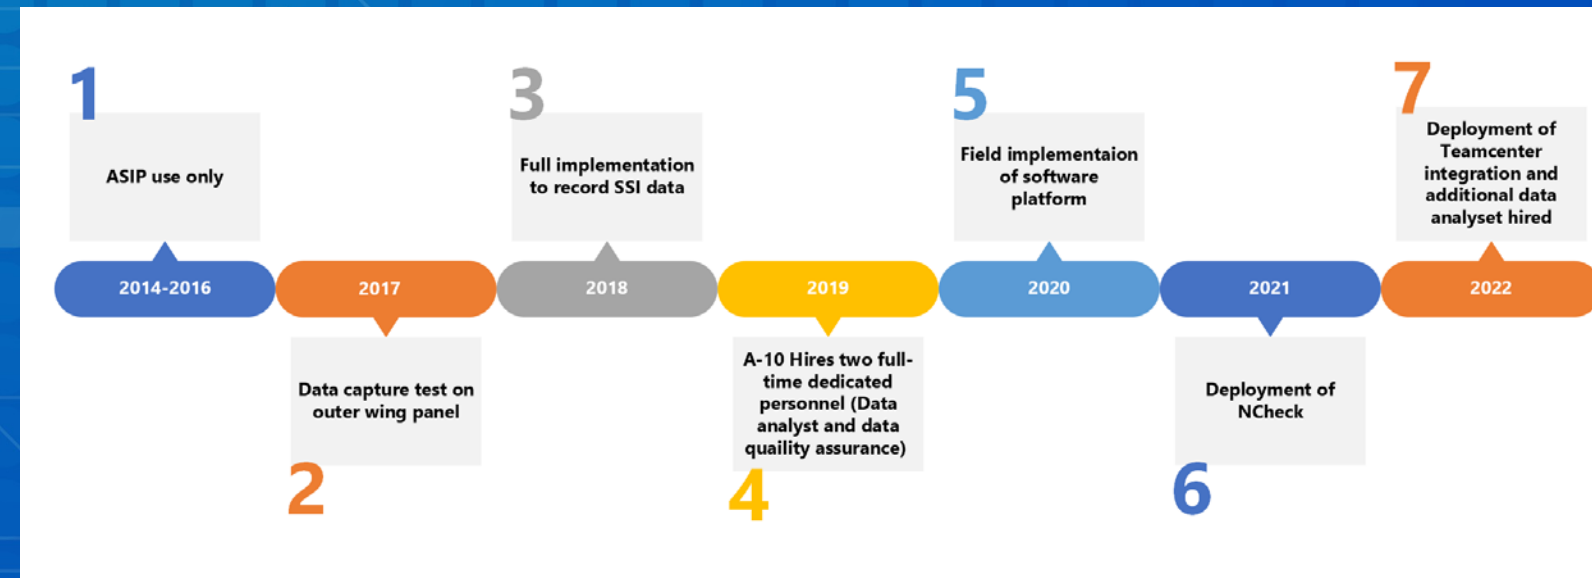 1
ASIP use only
2014-2016
2017
Data capture test on
outer wing panel
2
3
Full implementation
to record SSI data
2018
2019
A-10 Hires two full-
time dedicated
personnel (Data
analyst and data
quaility assurance)
4
5
Field implementaion
of software
platform
2020
2021
Deployment of
NCheck
6
7
Deployment of
Teamcenter
integration and
additional data
analyset hired
2022